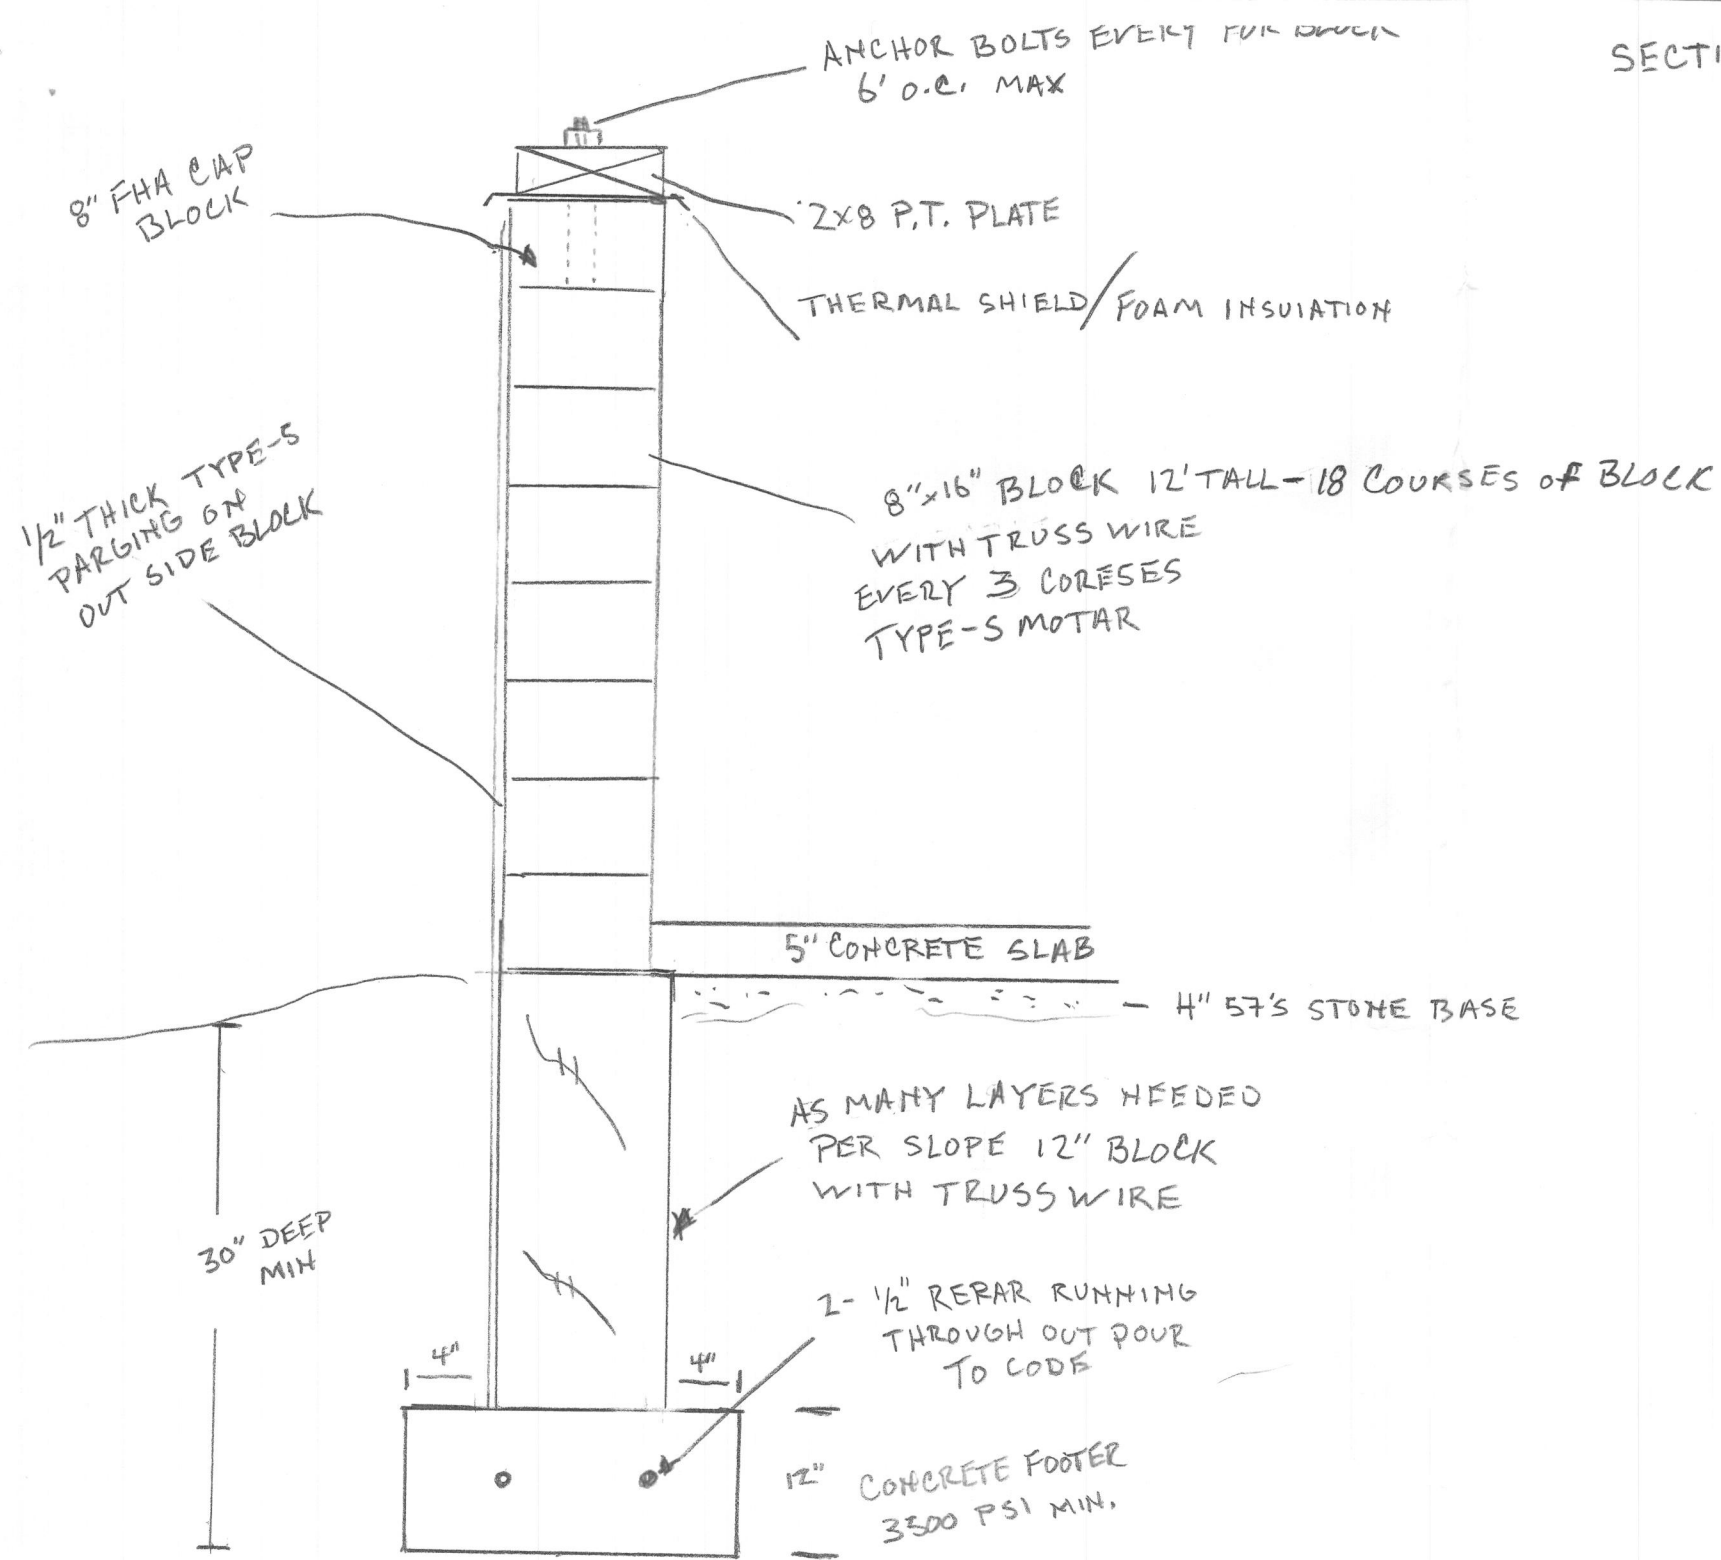 ANCHOR BOLTS EVERY FOR BLOCK
6' O.C. MAX
SECTI
8" FHA CAP
BLOCK
2x8 P.T. PLATE
THERMAL SHIELD/FOAM INSUIATION
1/2" THICK TYPE-S
PARGING ON
OUT SIDE BLOCK
8"x16" BLOCK 12' TALL - 18 COURSES of BLOCK
WITH TRUSS WIRE
EVERY 3 CORESES
TYPE-S MOTAR
5" CONCRETE SLAB
- 4" 57'S STONE BASE
AS MANY LAYERS NEEDED
PER SLOPE 12" BLOCK
WITH TRUSS WIRE
30" DEEP
MIN
2- 1/2" REBAR RUNNING
THROUGH OUT POUR
TO CODE
4"
4"
12"
CONCRETE FOOTER
3500 PSI MIN.